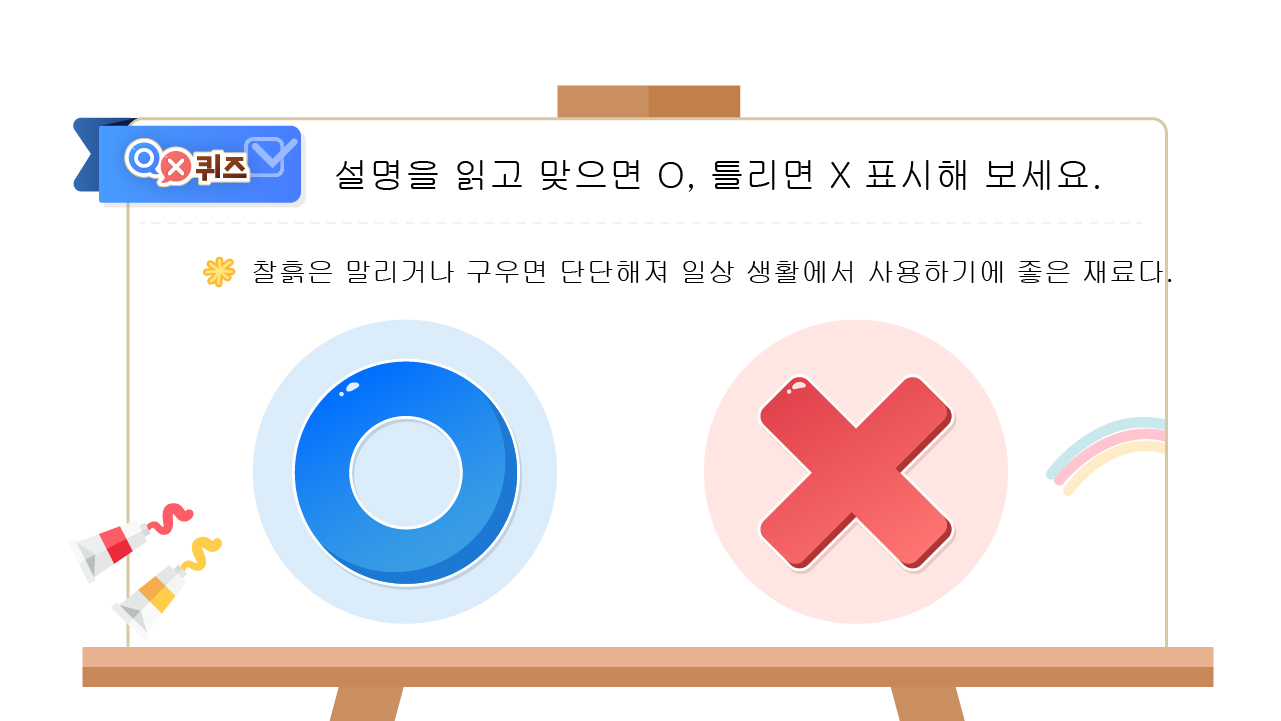 OX퀴즈
설명을 읽고 맞으면 O, 틀리면 X 표시해 보세요.
찰흙은 말리거나 구우면 단단해져 일상 생활에서 사용하기에 좋은 재료다.